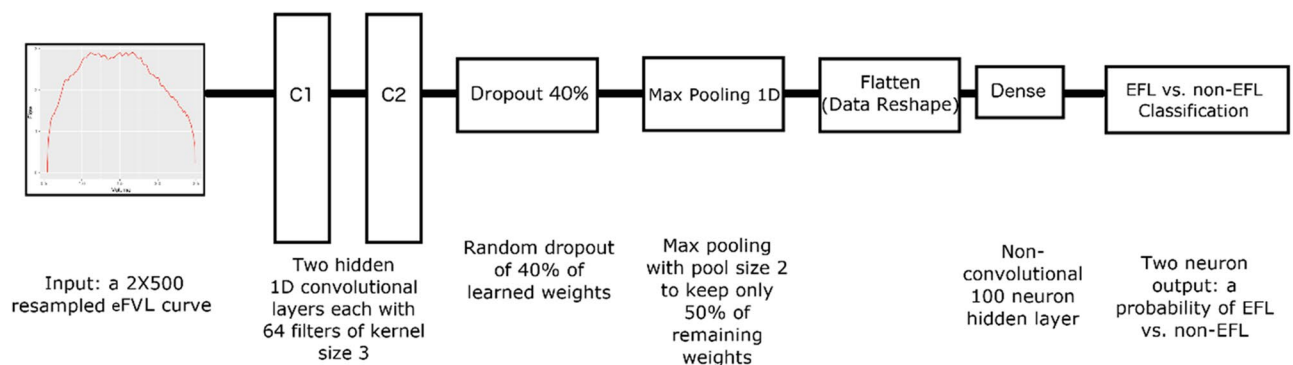 C1
C2
Dropout 40%
Max Pooling 1D
Flatten
(Data Reshape)
Dense
EFL vs. non-EFL
Classification
Input: a 2X500
resampled eFVL curve
Two hidden
1D convolutional
layers each with
64 filters of kernel
size 3
Random dropout
of 40% of
learned weights
Max pooling
with pool size 2
to keep only
50% of
remaining
weights
Non-
convolutional
100 neuron
hidden layer
Two neuron
output: a
probability of EFL
vs. non-EFL